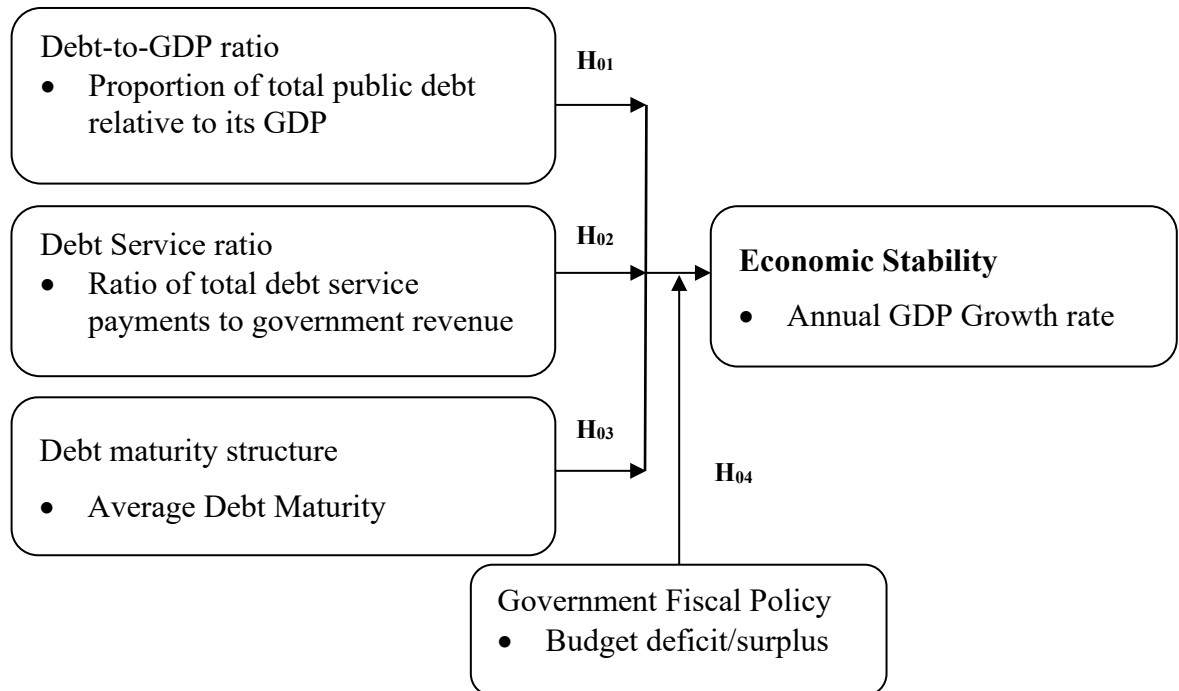 Debt-to-GDP ratio
• Proportion of total public debt
relative to its GDP
H01
Debt Service ratio
• Ratio of total debt service
payments to government revenue
H02
Economic Stability
• Annual GDP Growth rate
Debt maturity structure
• Average Debt Maturity
H03
H04
Government Fiscal Policy
• Budget deficit/surplus